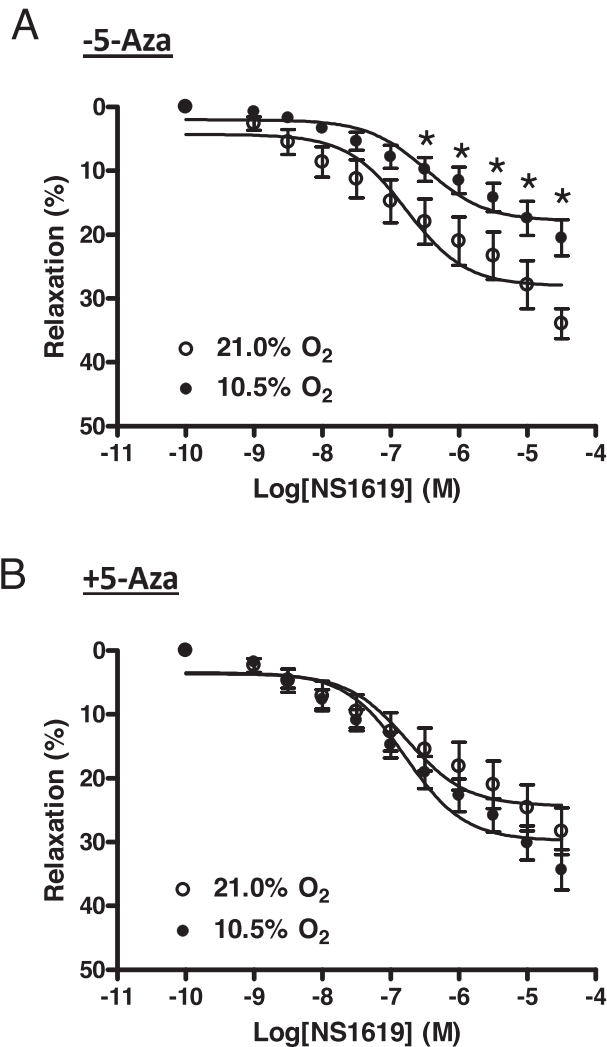 A
-5-Aza
Relaxation (%)
0
10
20
30
40
50
* * * * *
21.0% O₂
10.5% O₂
-11 -10 -9 -8 -7 -6 -5 -4
Log[NS1619] (M)
B
+5-Aza
Relaxation (%)
0
10
20
30
40
50
21.0% O₂
10.5% O₂
-11 -10 -9 -8 -7 -6 -5 -4
Log[NS1619] (M)